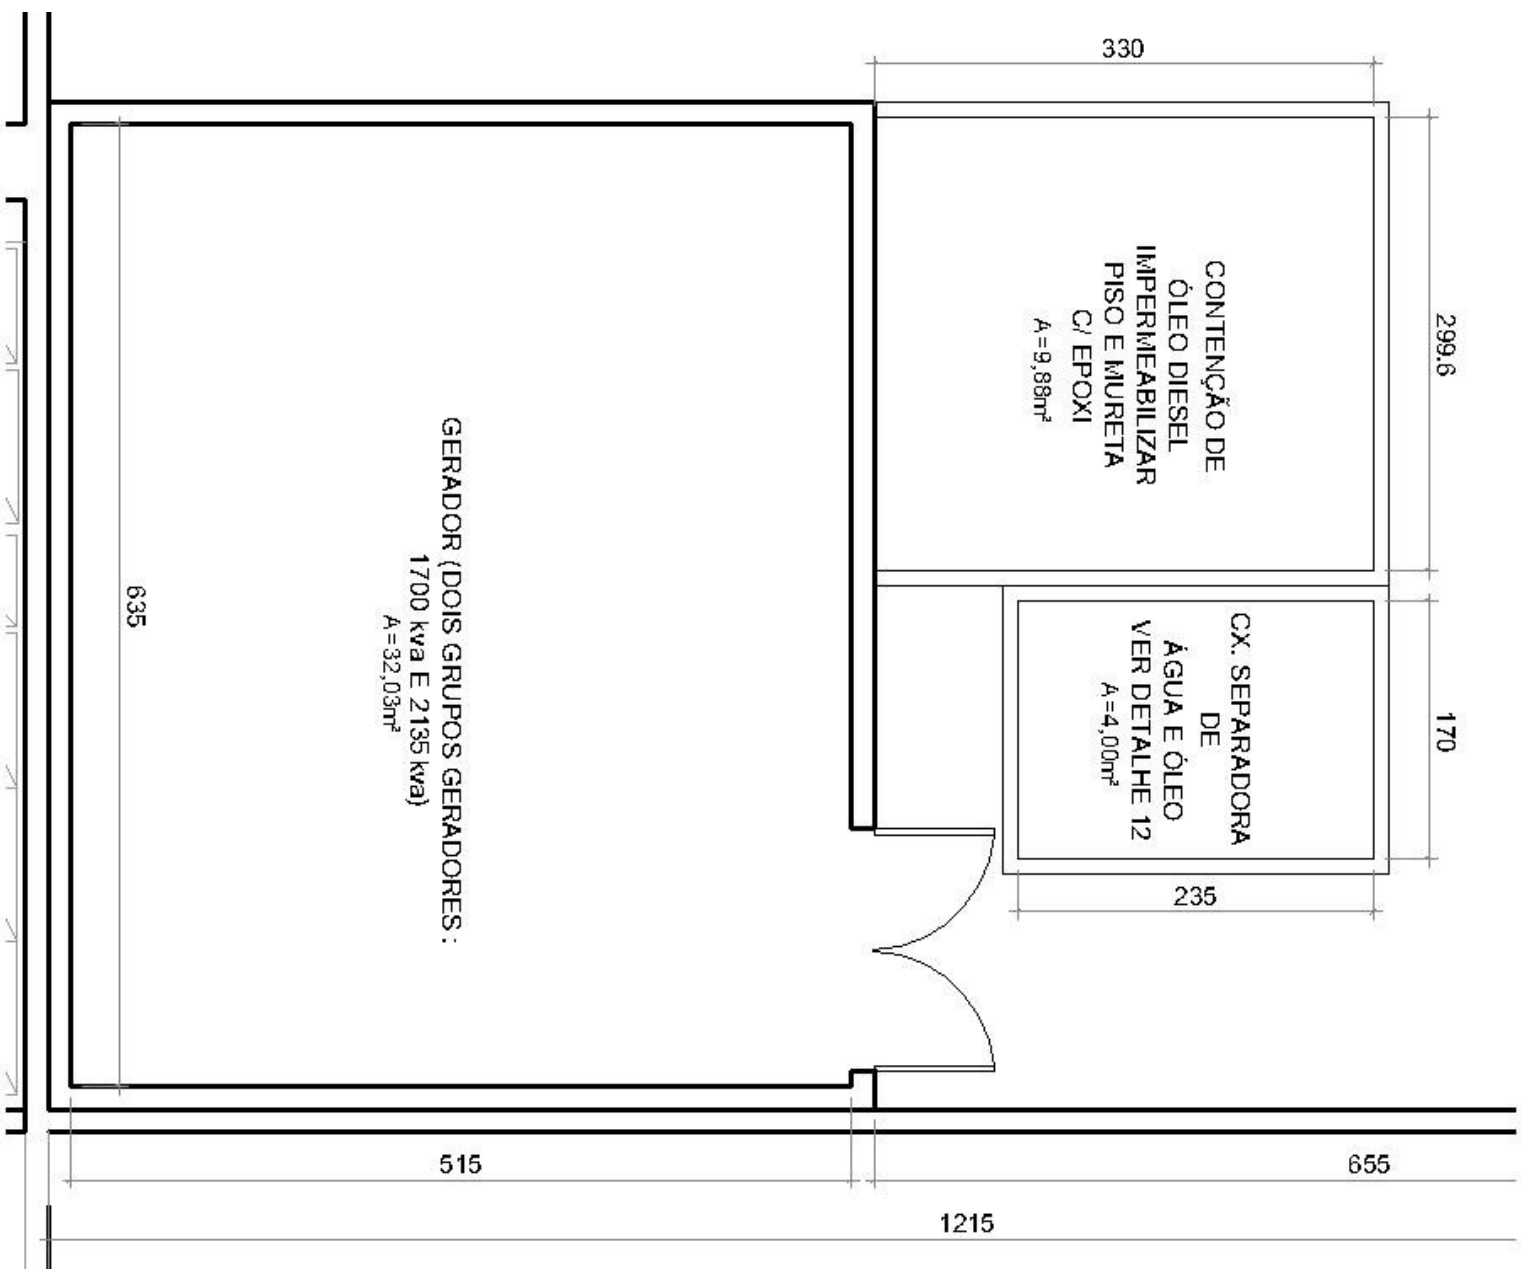 330
CONTENÇÃO DE
ÓLEO DIESEL
IMPERMEABILIZAR
PISO E MURETA
C/ EPOXI
A=9,88m²
299.6
CX. SEPARADORA
DE
ÁGUA E ÓLEO
VER DETALHE 12
A=4,00m²
170
235
GERADOR (DOIS GRUPOS GERADORES:
1700 kva E 2135 kva)
A=32,03m²
635
515
655
1215